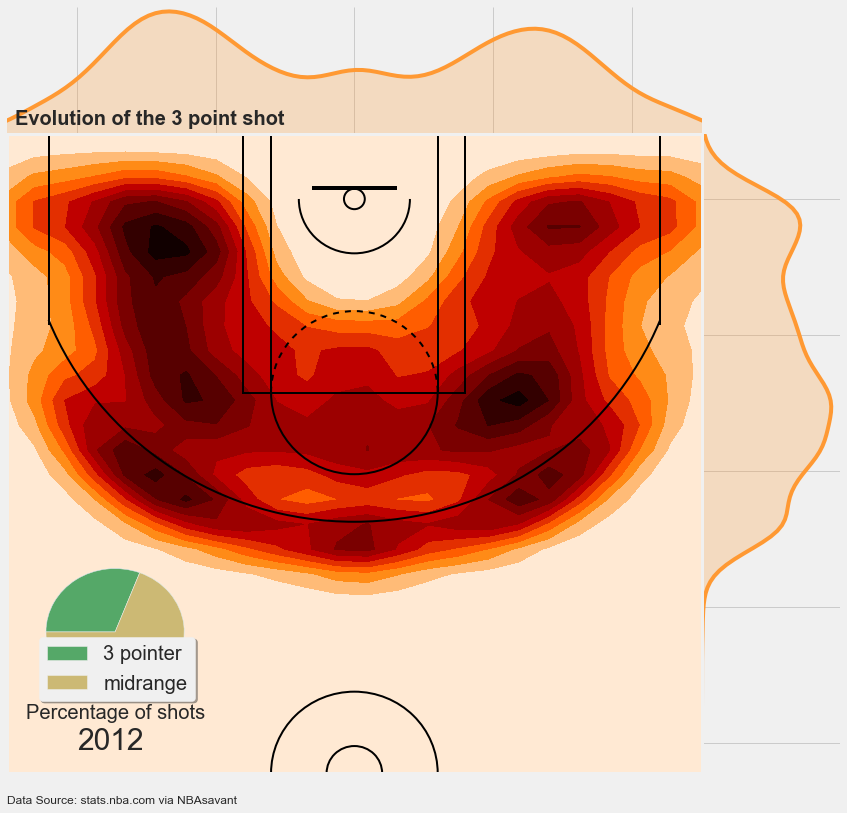 Evolution of the 3 point shot
3 pointer
midrange
Percentage of shots
2012
Data Source: stats.nba.com via NBAsavant